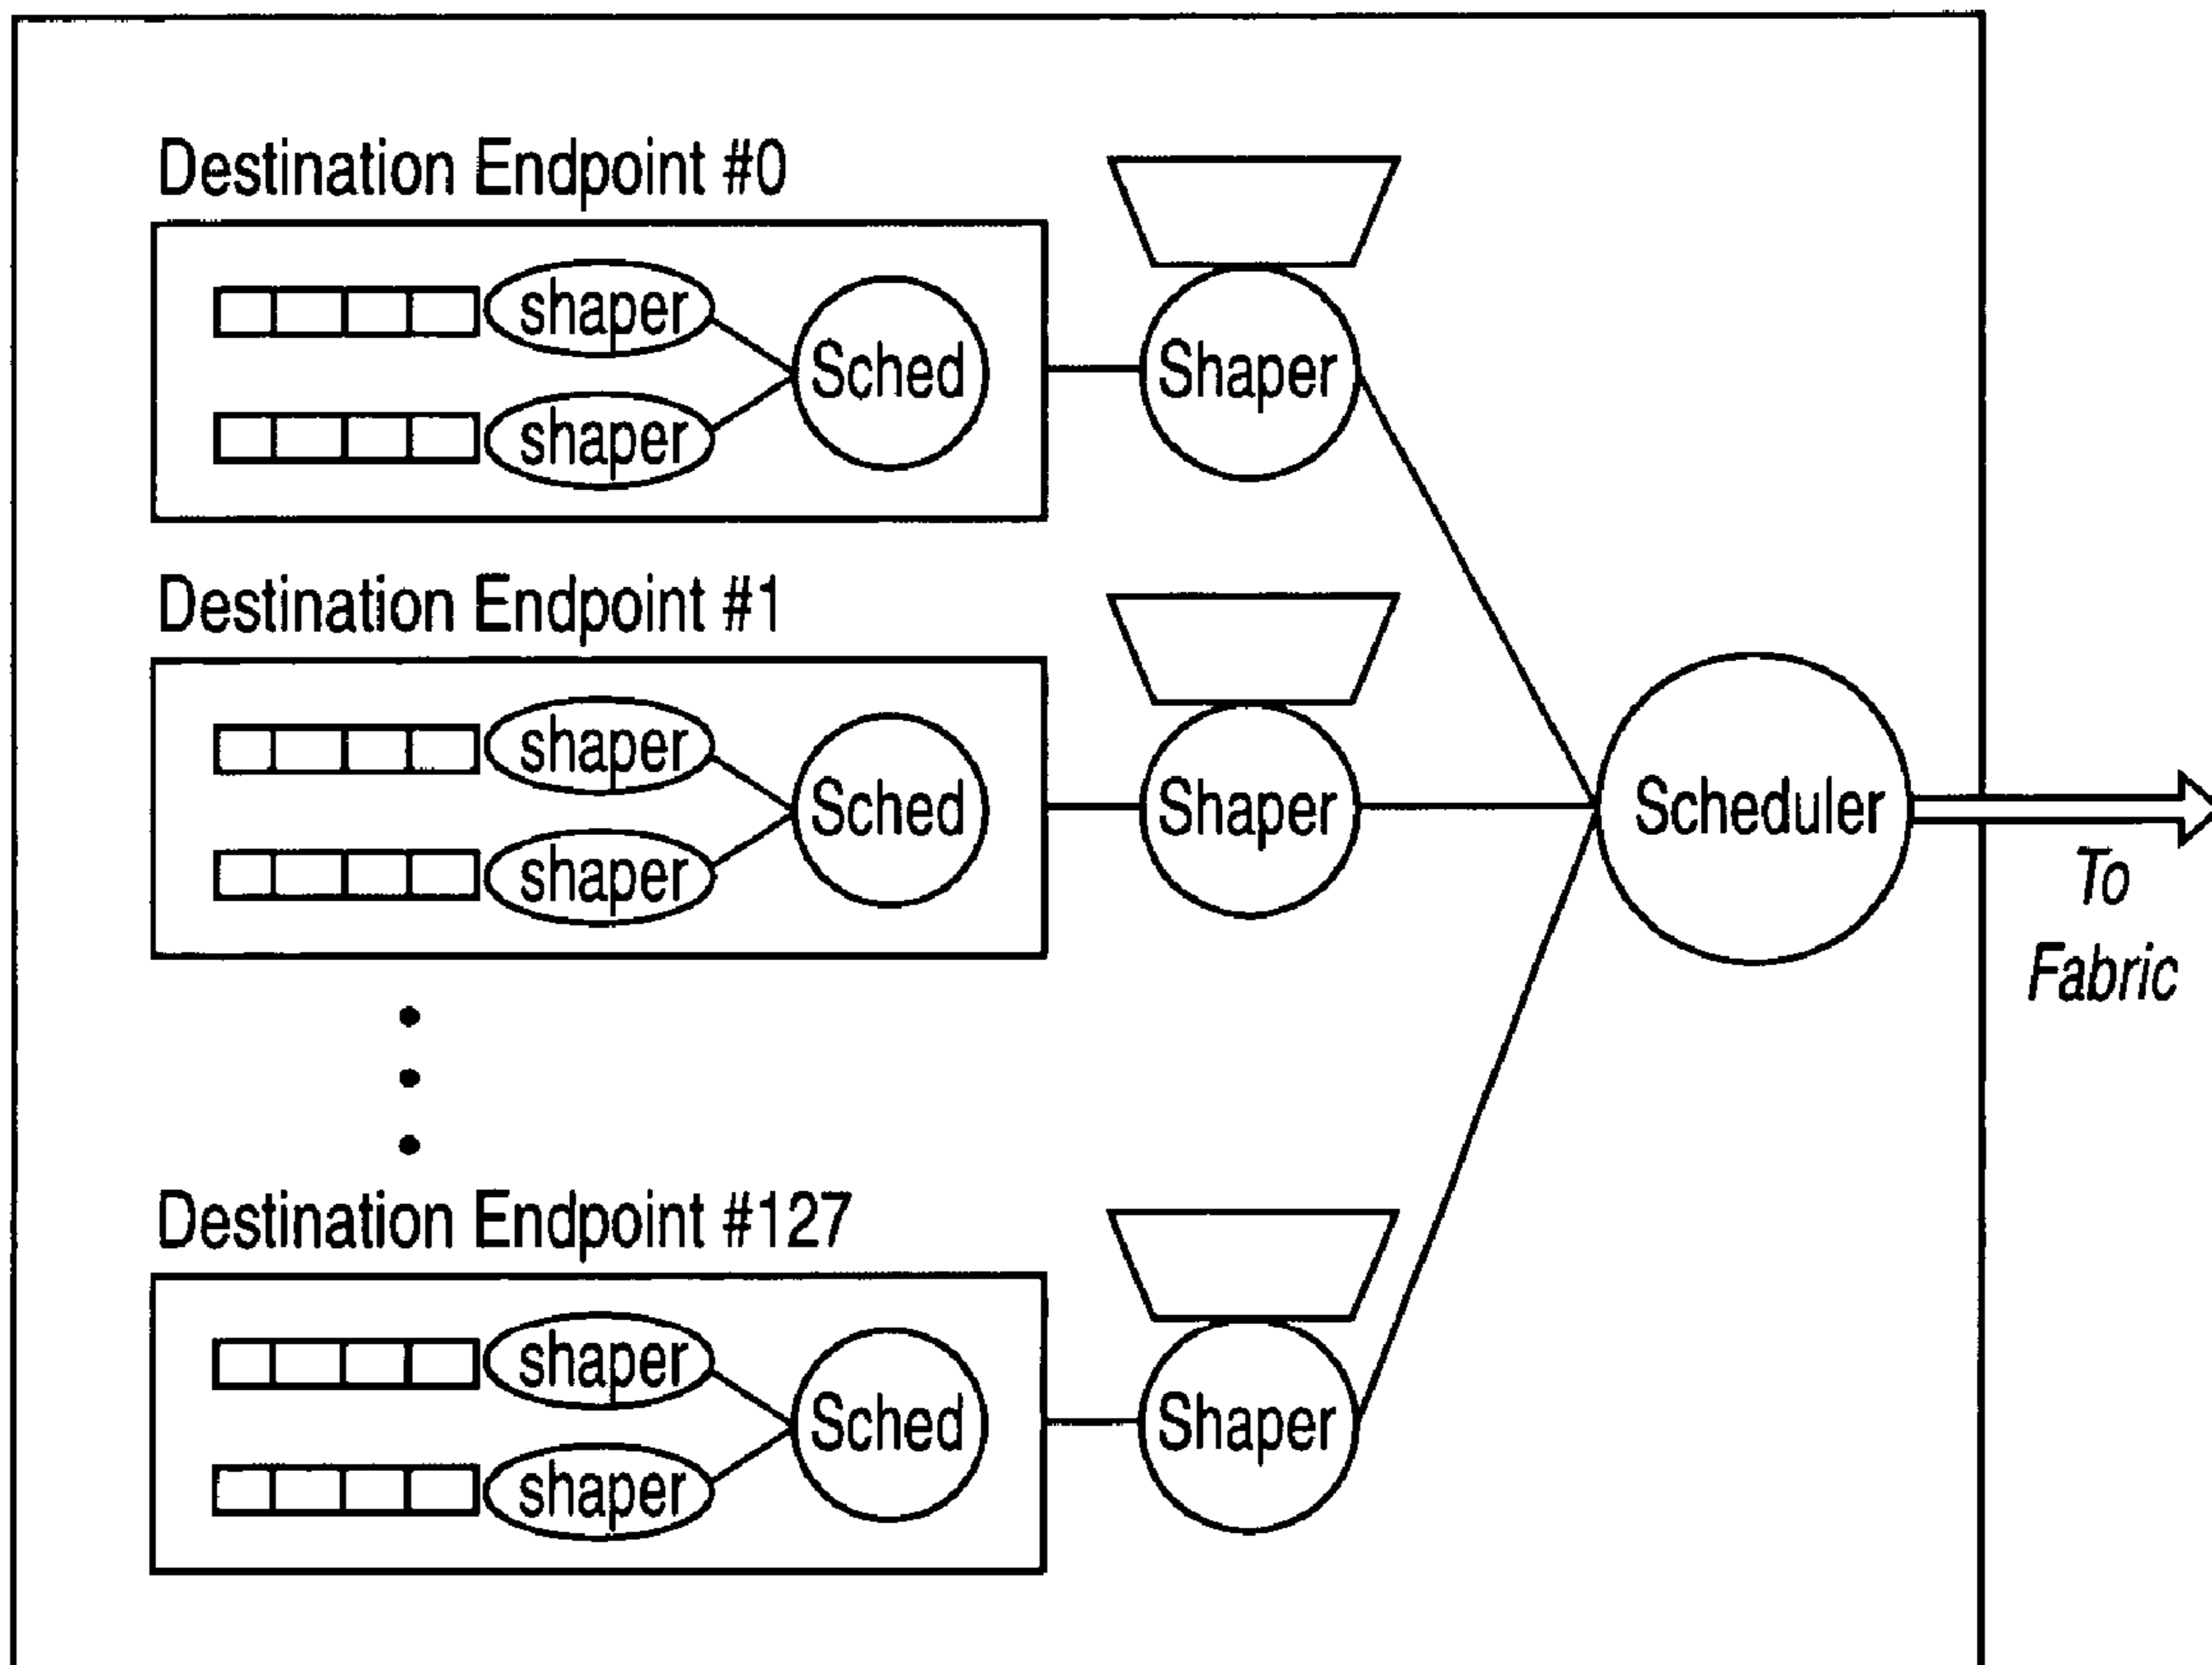 Destination Endpoint #0
shaper
shaper
Sched
Shaper
Destination Endpoint #1
shaper
shaper
Sched
Shaper
Scheduler
To
Fabric
Destination Endpoint #127
shaper
shaper
Sched
Shaper